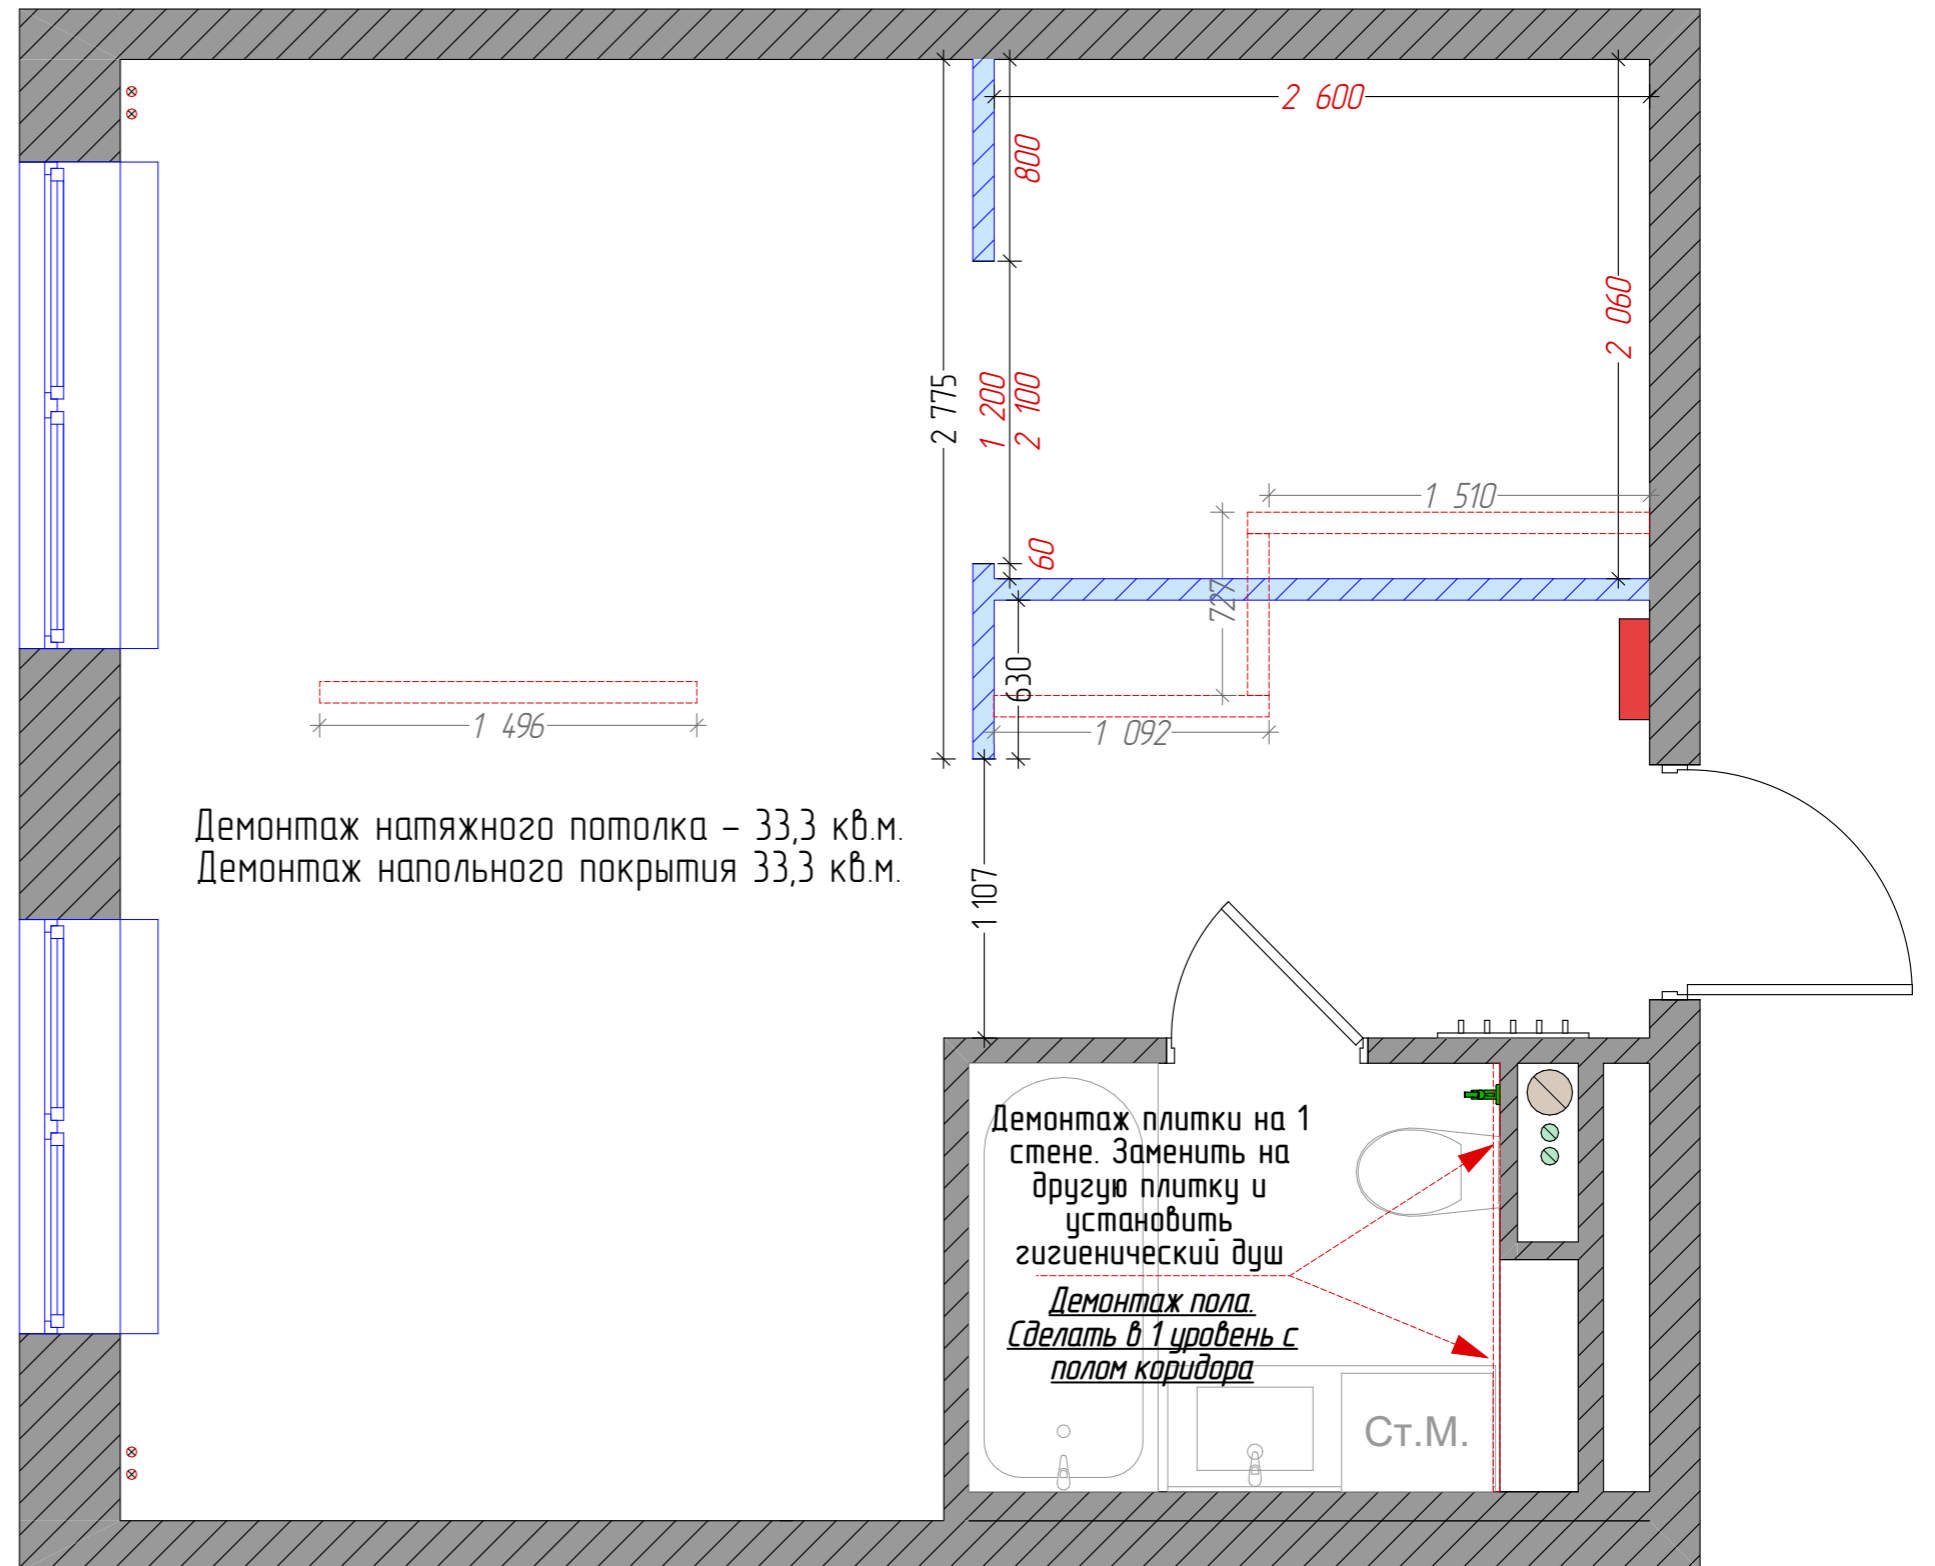 2 600
800
2 060
2 775
1 200
2 100
1 510
60
727
630
1 496
1 092
Демонтаж натяжного потолка – 33,3 кв.м.
Демонтаж напольного покрытия 33,3 кв.м.
1 107
Демонтаж плитки на 1
стене. Заменить на
другую плитку и
установить
гигиенический душ
Демонтаж пола.
Сделать в 1 уровень с
полом коридора
Ст.М.